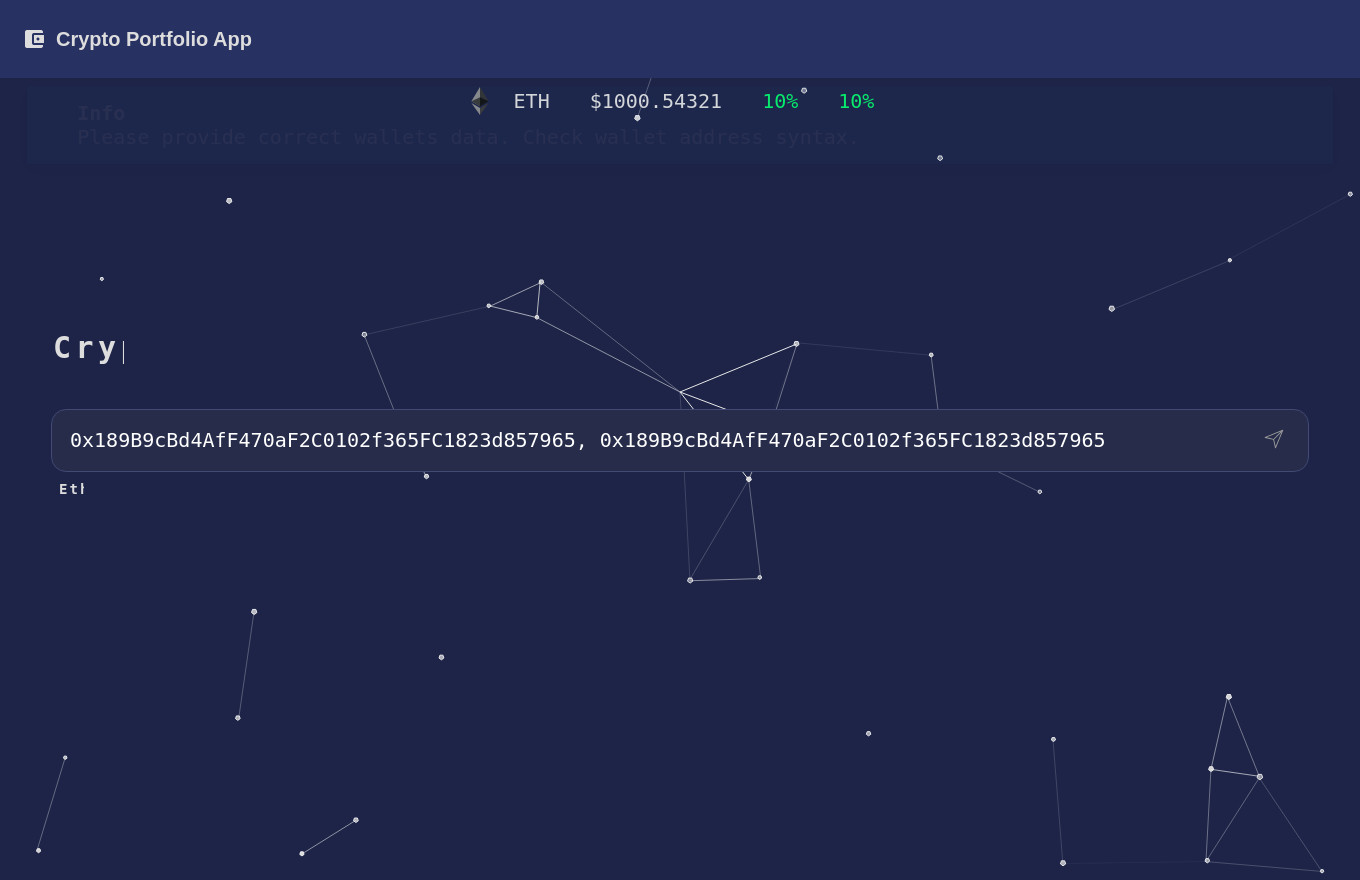 Crypto Portfolio App
ETH $1000.54321 10% 10%
Info
Please provide correct wallets data. Check wallet address syntax.
Cry
0x189B9cBd4AfF470aF2C0102f365FC1823d857965, 0x189B9cBd4AfF470aF2C0102f365FC1823d857965
Et